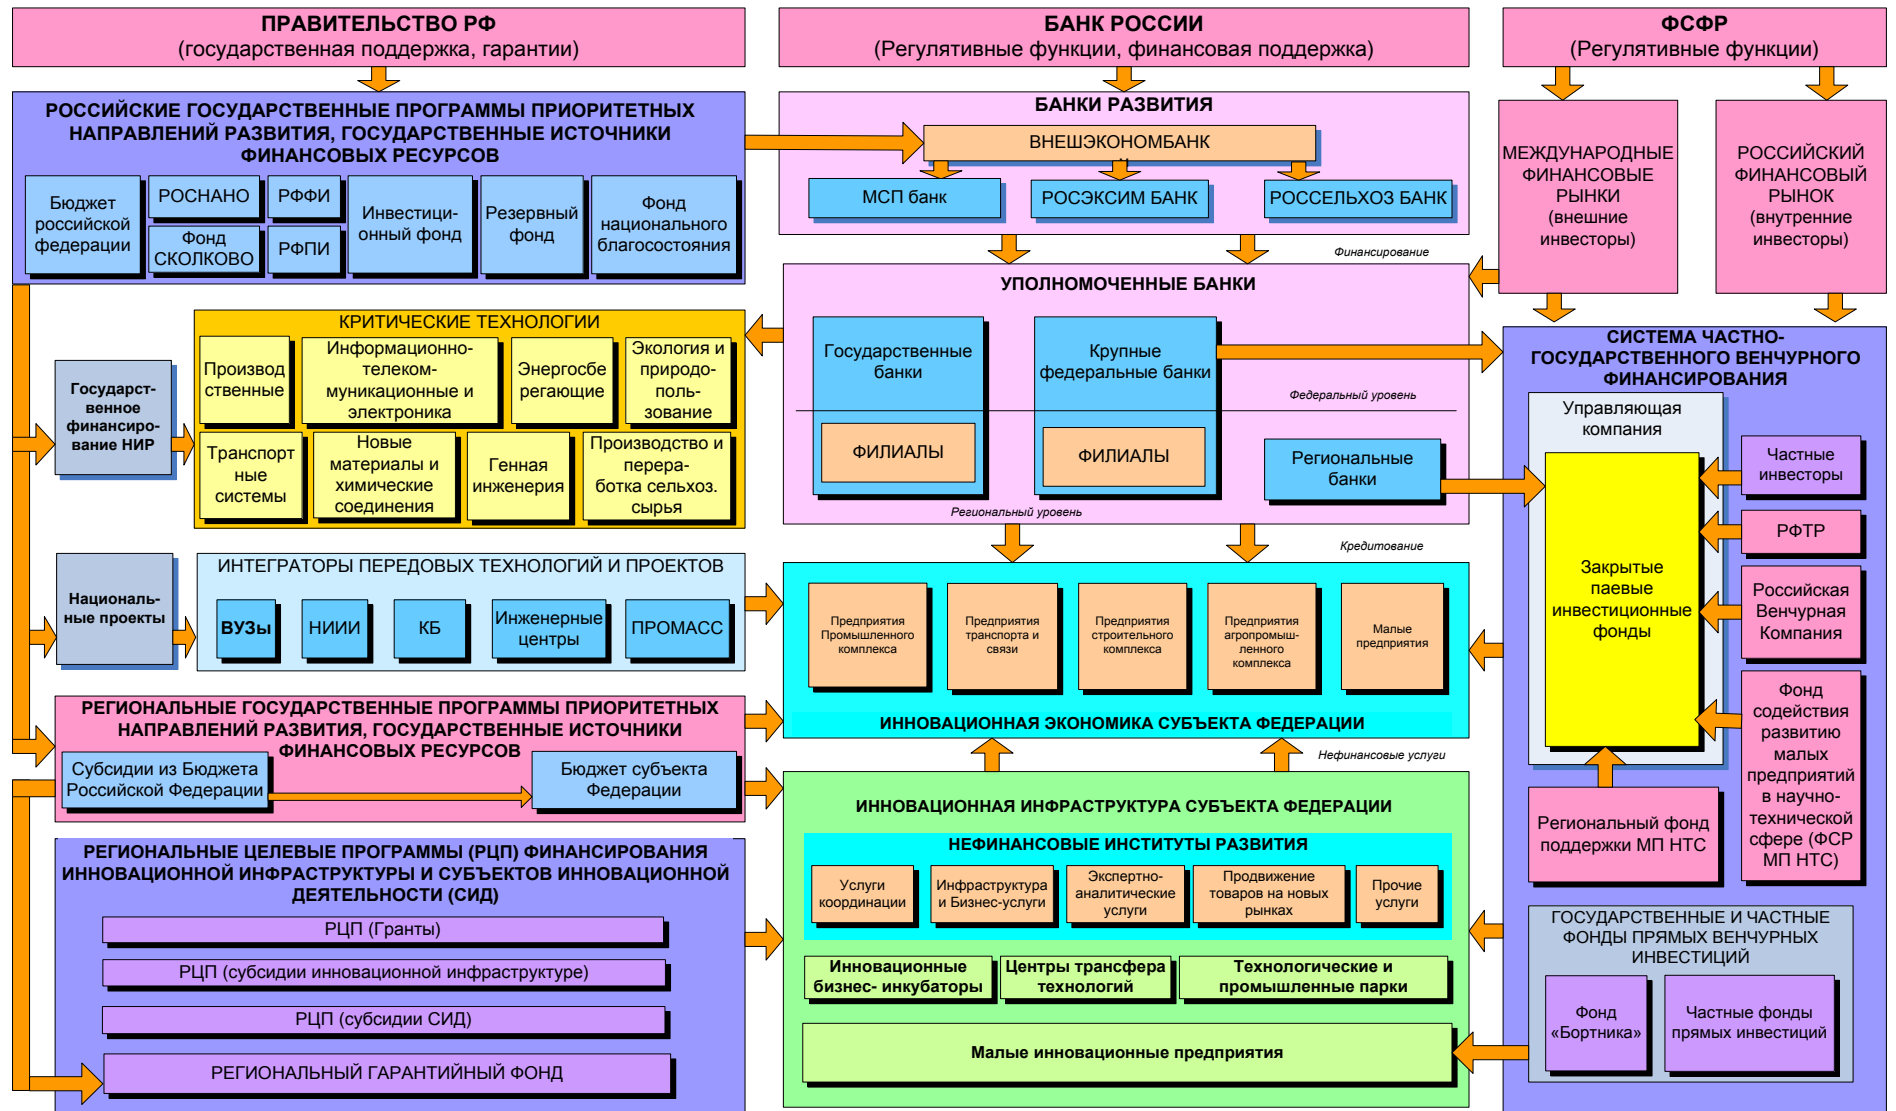 ПРАВИТЕЛЬСТВО РФ
(государственная поддержка, гарантии)
БАНК РОССИИ
(Регулятивные функции, финансовая поддержка)
ФСФР
(Регулятивные функции)
РОССИЙСКИЕ ГОСУДАРСТВЕННЫЕ ПРОГРАММЫ ПРИОРИТЕТНЫХ
НАПРАВЛЕНИЙ РАЗВИТИЯ, ГОСУДАРСТВЕННЫЕ ИСТОЧНИКИ
ФИНАНСОВЫХ РЕСУРСОВ
Бюджет
российской
федерации
РОСНАНО
Фонд
СКОЛКОВО
РФФИ
РФПИ
Инвестици-
онный фонд
Резервный
фонд
Фонд
национального
благосостояния
БАНКИ РАЗВИТИЯ
ВНЕШЭКОНОМБАНК
МСП банк
РОСЭКСИМ БАНК
РОССЕЛЬХОЗ БАНК
Финансирование
МЕЖДУНАРОДНЫЕ
ФИНАНСОВЫЕ
РЫНКИ
(внешние
инвесторы)
РОССИЙСКИЙ
ФИНАНСОВЫЙ
РЫНОК
(внутренние
инвесторы)
УПОЛНОМОЧЕННЫЕ БАНКИ
Государственные
банки
Крупные
федеральные банки
Федеральный уровень
ФИЛИАЛЫ
ФИЛИАЛЫ
Региональные
банки
Региональный уровень
Кредитование
Государст-
венное
финансиро-
вание НИР
КРИТИЧЕСКИЕ ТЕХНОЛОГИИ
Производ
ственные
Информационно-
телеком-
муникационные и
электроника
Энергосбе
регающие
Экология и
природо-
поль-
зование
Транспорт
ные
системы
Новые
материалы и
химические
соединения
Генная
инженерия
Производство и
перера-
ботка сельхоз.
сырья
Националь-
ные проекты
ИНТЕГРАТОРЫ ПЕРЕДОВЫХ ТЕХНОЛОГИЙ И ПРОЕКТОВ
ВУЗы
НИИИ
КБ
Инженерные
центры
ПРОМАСС
Предприятия
Промышленного
комплекса
Предприятия
транспорта и
связи
Предприятия
строительного
комплекса
Предприятия
агропромыш-
ленного
комплекса
Малые
предприятия
ИННОВАЦИОННАЯ ЭКОНОМИКА СУБЪЕКТА ФЕДЕРАЦИИ
Нефинансовые услуги
РЕГИОНАЛЬНЫЕ ГОСУДАРСТВЕННЫЕ ПРОГРАММЫ ПРИОРИТЕТНЫХ
НАПРАВЛЕНИЙ РАЗВИТИЯ, ГОСУДАРСТВЕННЫЕ ИСТОЧНИКИ
ФИНАНСОВЫХ РЕСУРСОВ
Субсидии из Бюджета
Российской Федерации
Бюджет субъекта
Федерации
РЕГИОНАЛЬНЫЕ ЦЕЛЕВЫЕ ПРОГРАММЫ (РЦП) ФИНАНСИРОВАНИЯ
ИННОВАЦИОННОЙ ИНФРАСТРУКТУРЫ И СУБЪЕКТОВ ИННОВАЦИОННОЙ
ДЕЯТЕЛЬНОСТИ (СИД)
РЦП (Гранты)
РЦП (субсидии инновационной инфраструктуре)
РЦП (субсидии СИД)
РЕГИОНАЛЬНЫЙ ГАРАНТИЙНЫЙ ФОНД
ИННОВАЦИОННАЯ ИНФРАСТРУКТУРА СУБЪЕКТА ФЕДЕРАЦИИ
НЕФИНАНСОВЫЕ ИНСТИТУТЫ РАЗВИТИЯ
Услуги
координации
Инфраструктура
и Бизнес-услуги
Экспертно-
аналитические
услуги
Продвижение
товаров на новых
рынках
Прочие
услуги
Инновационные
бизнес- инкубаторы
Центры трансфера
технологий
Технологические и
промышленные парки
Малые инновационные предприятия
СИСТЕМА ЧАСТНО-
ГОСУДАРСТВЕННОГО ВЕНЧУРНОГО
ФИНАНСИРОВАНИЯ
Управляющая
компания
Закрытые
паевые
инвестиционные
фонды
Частные
инвесторы
РФТР
Российская
Венчурная
Компания
Фонд
содействия
развитию
малых
предприятий
в научно-
технической
сфере (ФСР
МП НТС)
Региональный фонд
поддержки МП НТС
ГОСУДАРСТВЕННЫЕ И ЧАСТНЫЕ
ФОНДЫ ПРЯМЫХ ВЕНЧУРНЫХ
ИНВЕСТИЦИЙ
Фонд
«Бортника»
Частные фонды
прямых инвестиций